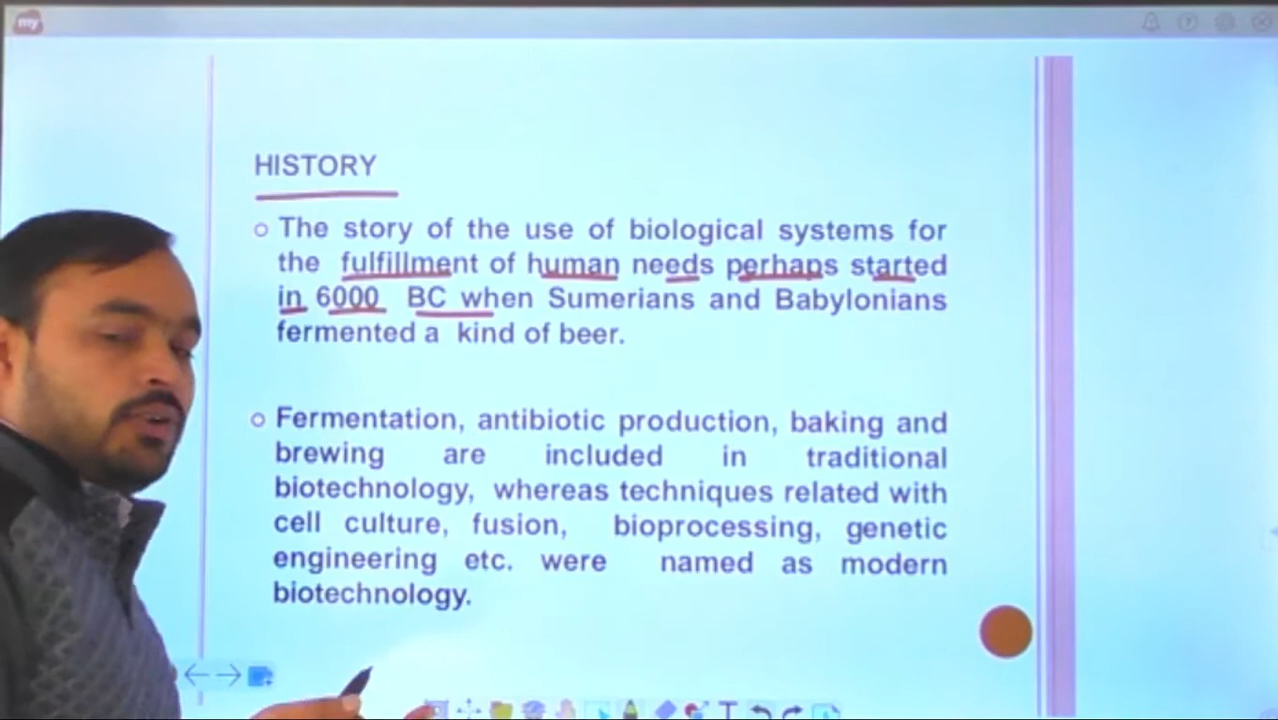 my
HISTORY
The story of the use of biological systems for
the fulfillment of human needs perhaps started
in 6000 BC when Sumerians and Babylonians
fermented a kind of beer.
Fermentation, antibiotic production, baking and
brewing are included in traditional
biotechnology, whereas techniques related with
cell culture, fusion, bioprocessing, genetic
engineering etc. were named as modern
biotechnology.